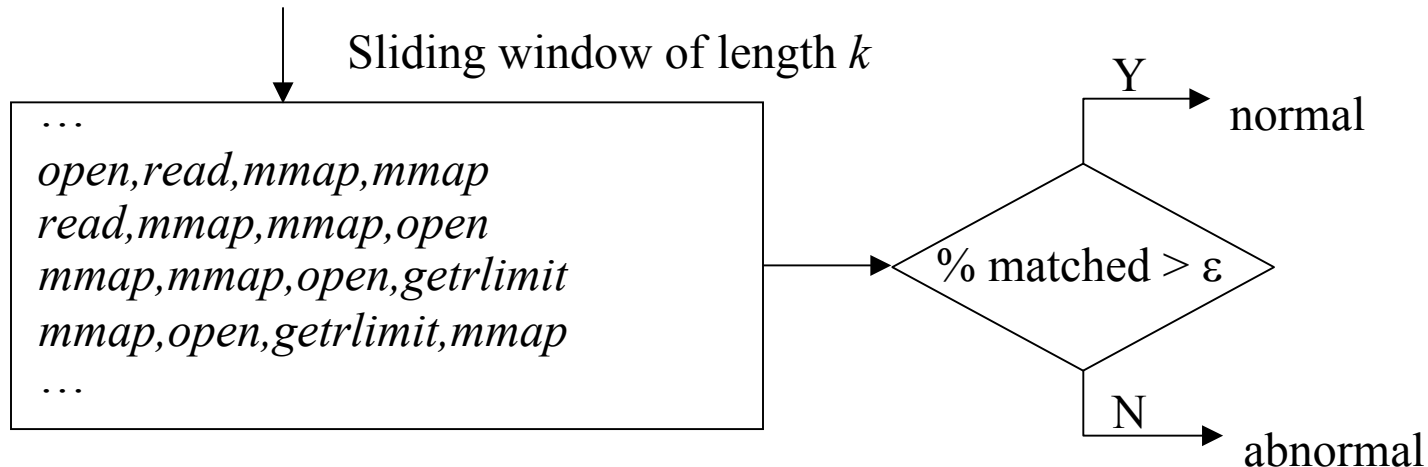 Sliding window of length k
…
open,read,mmap,mmap
read,mmap,mmap,open
mmap,mmap,open,getrlimit
mmap,open,getrlimit,mmap
…
Y
normal
% matched > ε
N
abnormal